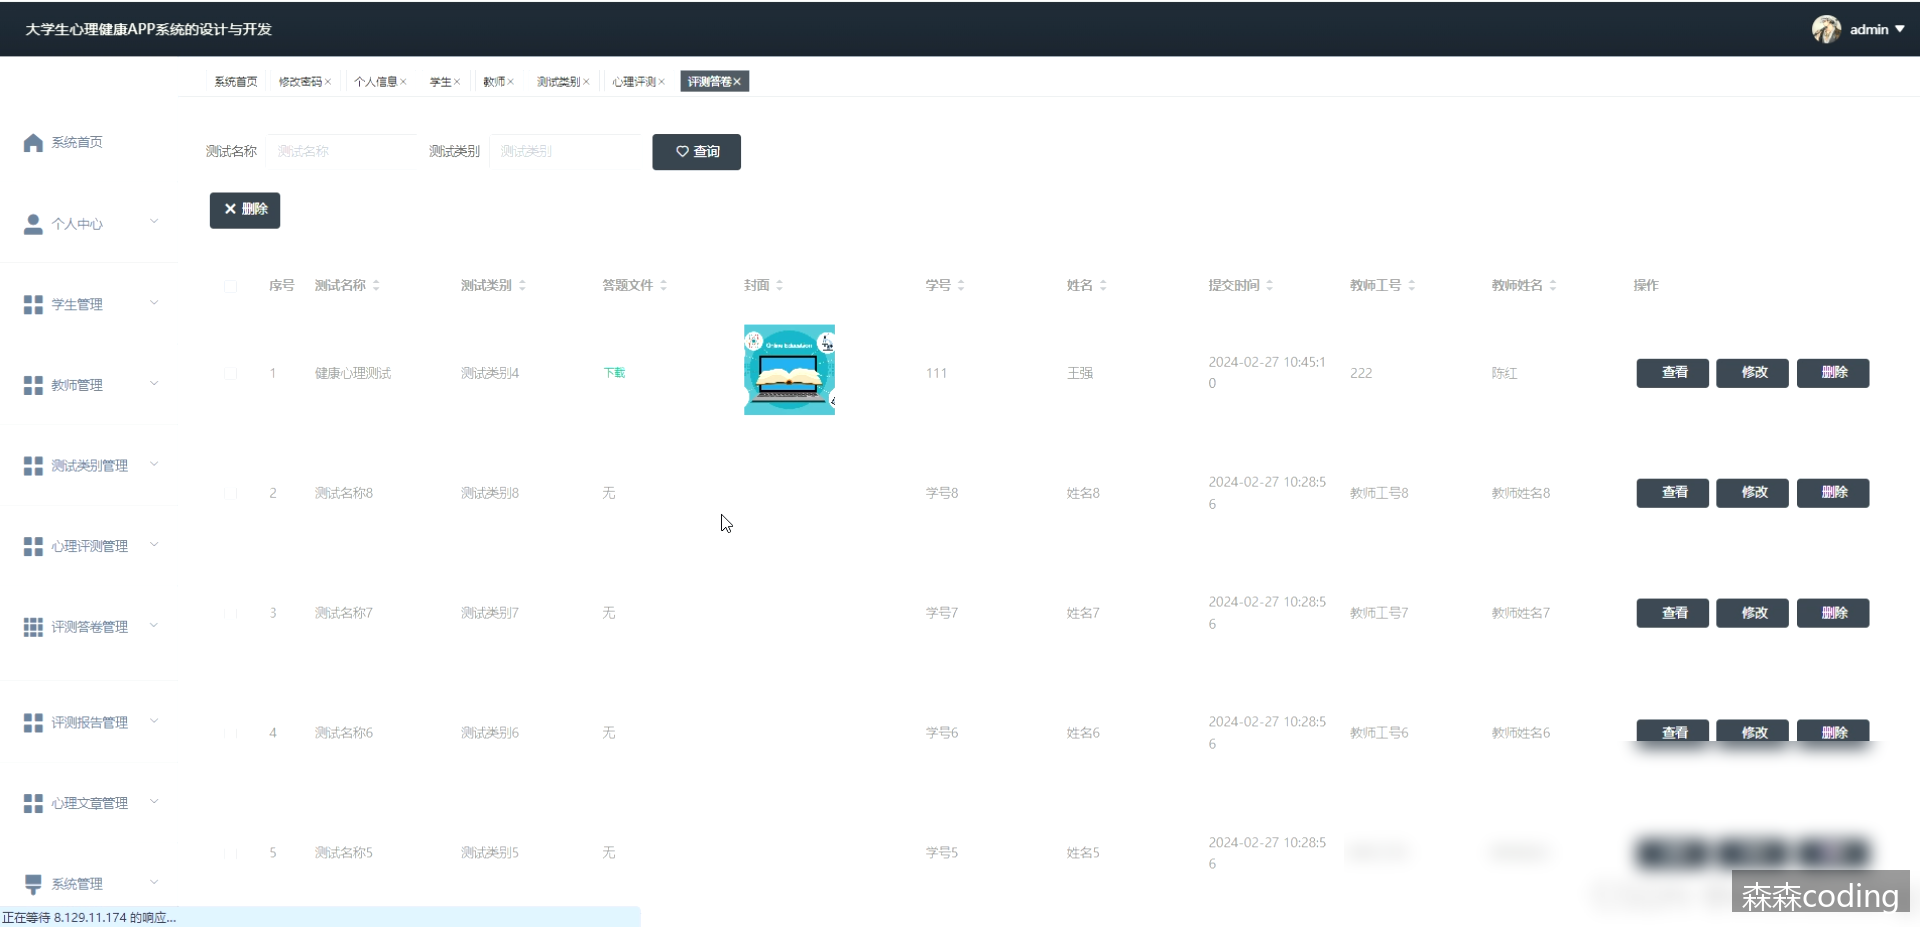 大学生心理健康APP系统的设计与开发
admin
系统首页 修改密码× 个人信息× 学生× 教师× 测试类别× 心理评测× 评测答卷×
系统首页
个人中心
学生管理
教师管理
测试类别管理
心理评测管理
评测答卷管理
评测报告管理
心理文章管理
系统管理
测试名称 测试名称 测试类别 测试类别 查询
删除
序号 测试名称 测试类别 答题文件 封面 学号 姓名 提交时间 教师工号 教师姓名 操作
1 健康心理测试 测试类别4 下载 111 王强 2024-02-27 10:45:1
0 222 陈红 查看 修改 删除
2 测试名称8 测试类别8 无 学号8 姓名8 2024-02-27 10:28:5
6 教师工号8 教师姓名8 查看 修改 删除
3 测试名称7 测试类别7 无 学号7 姓名7 2024-02-27 10:28:5
6 教师工号7 教师姓名7 查看 修改 删除
4 测试名称6 测试类别6 无 学号6 姓名6 2024-02-27 10:28:5
6 教师工号6 教师姓名6 查看 修改 删除
5 测试名称5 测试类别5 无 学号5 姓名5 2024-02-27 10:28:5
6
森森coding
正在等待 8.129.11.174 的响应...